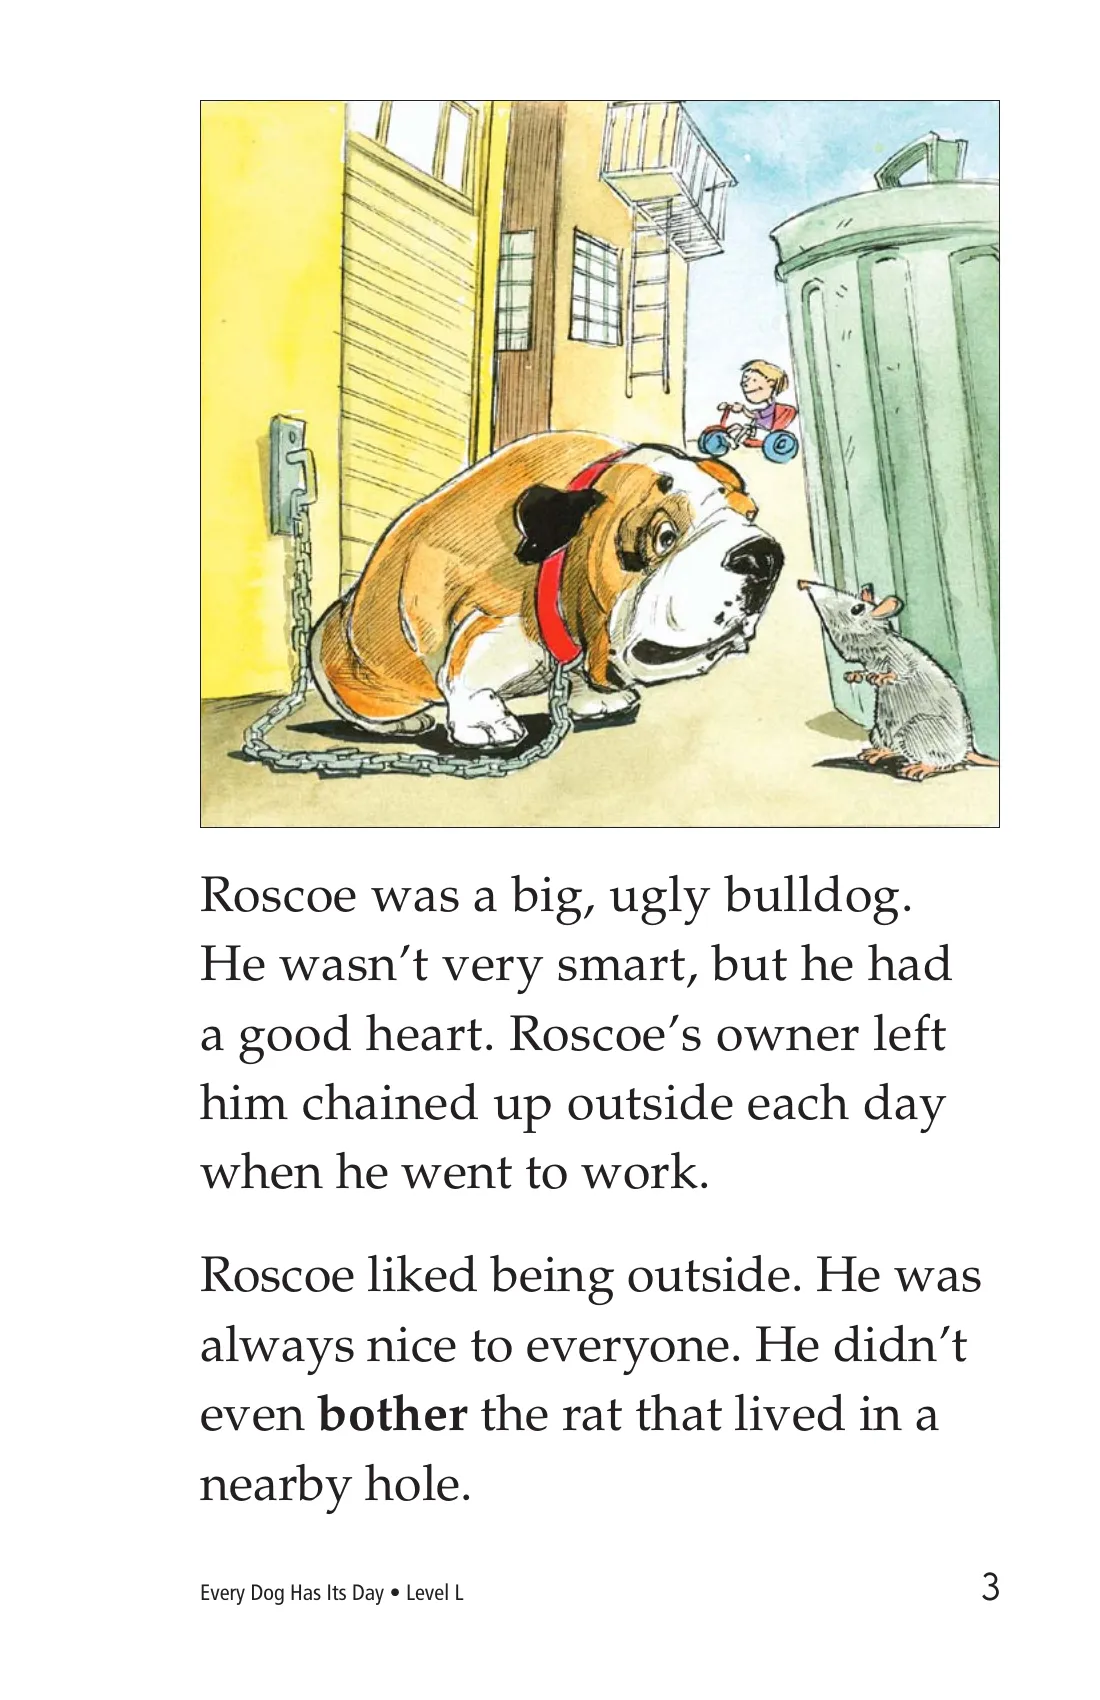 Roscoe was a big, ugly bulldog.
He wasn’t very smart, but he had
a good heart. Roscoe’s owner left
him chained up outside each day
when he went to work.
Roscoe liked being outside. He was
always nice to everyone. He didn’t
even bother the rat that lived in a
nearby hole.
Every Dog Has Its Day • Level L
3